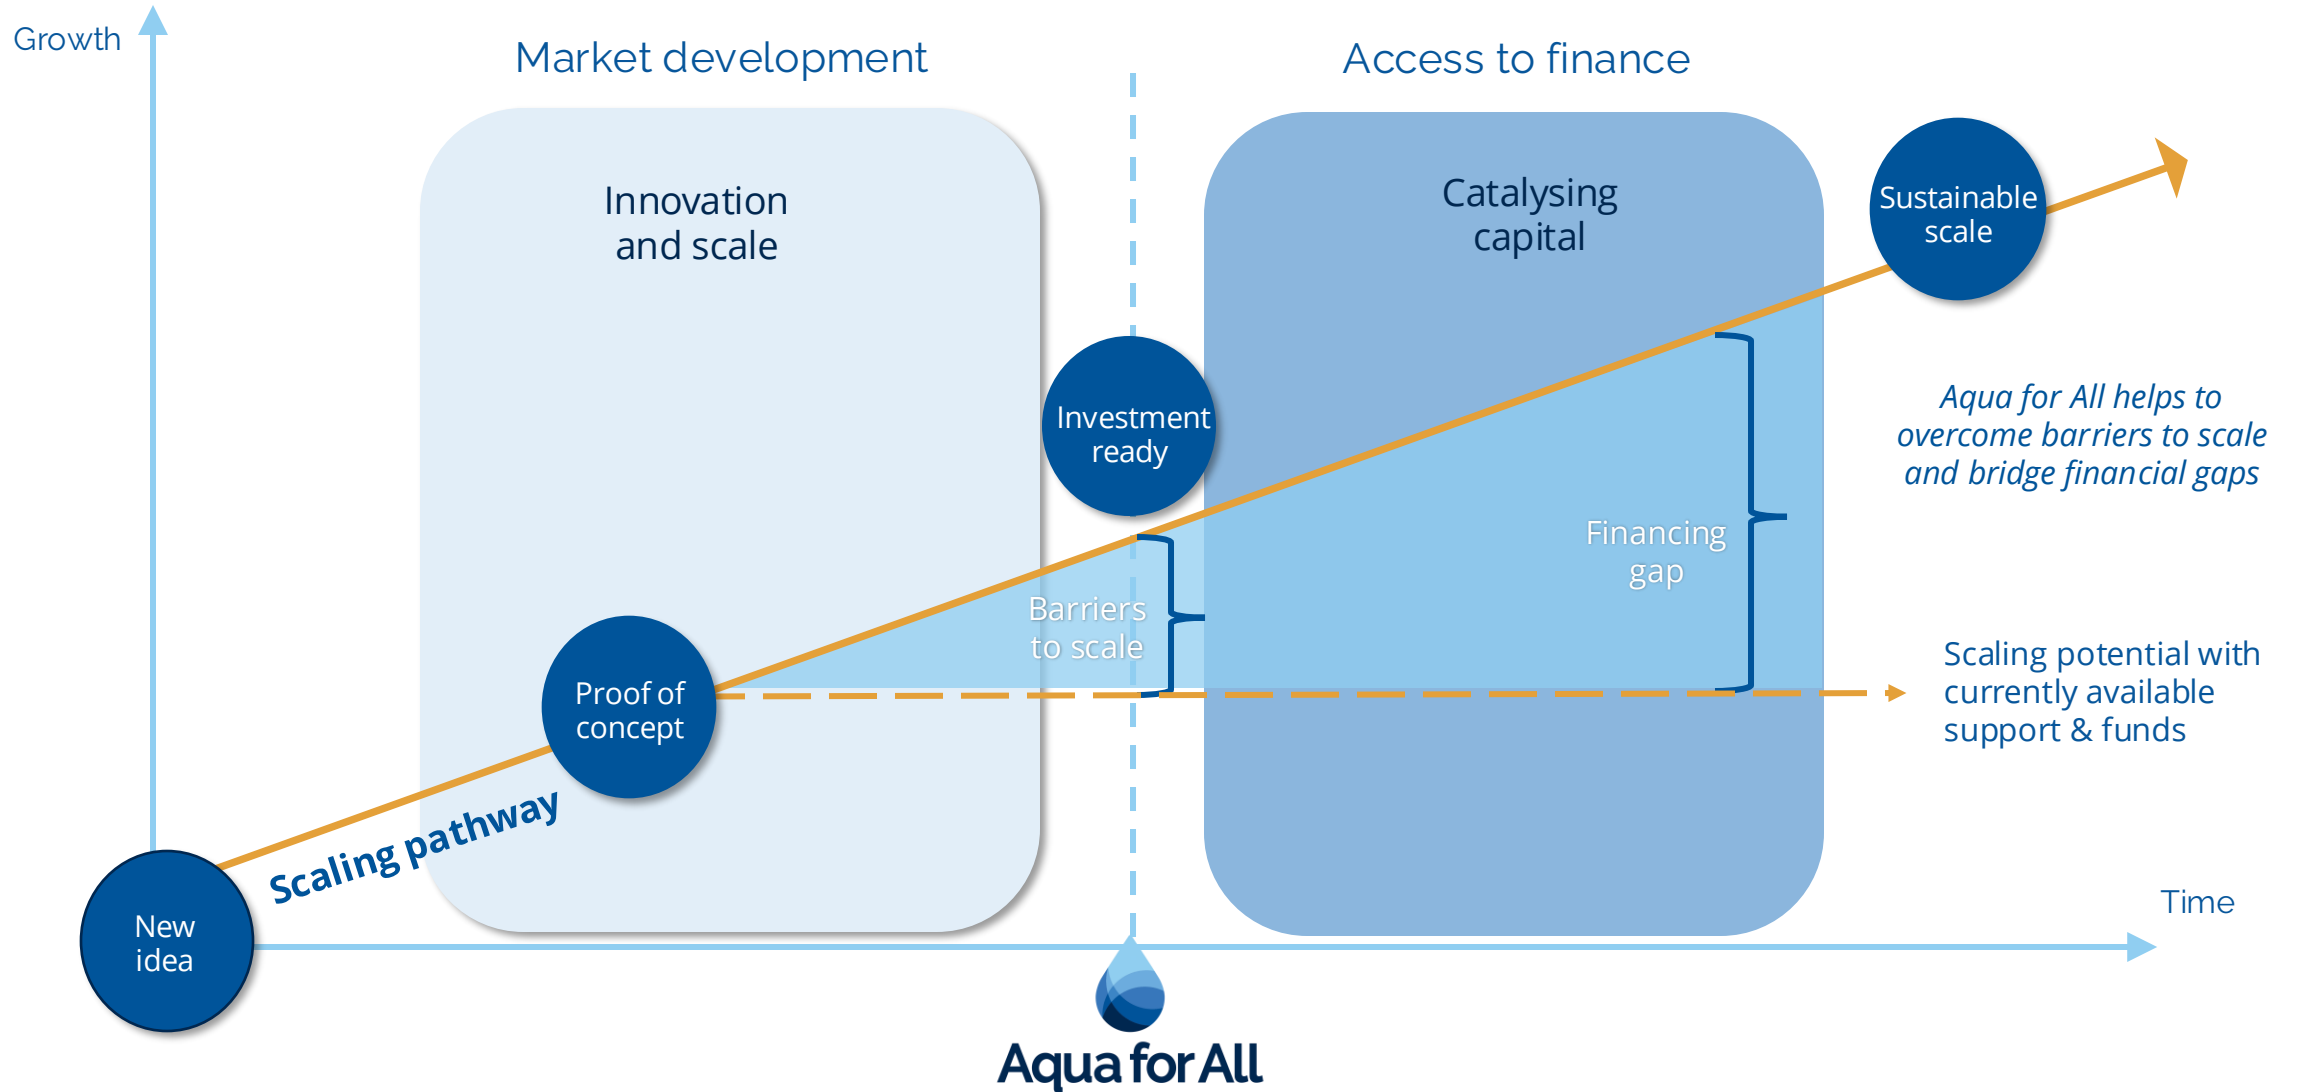 Growth
Market development
Access to finance
Innovation
and scale
Catalysing
capital
Sustainable
scale
Investment
ready
Aqua for All helps to
overcome barriers to scale
and bridge financial gaps
Financing
gap
Barriers
to scale
Proof of
concept
Scaling potential with
currently available
support & funds
Scaling pathway
New
idea
Time
Aqua for All